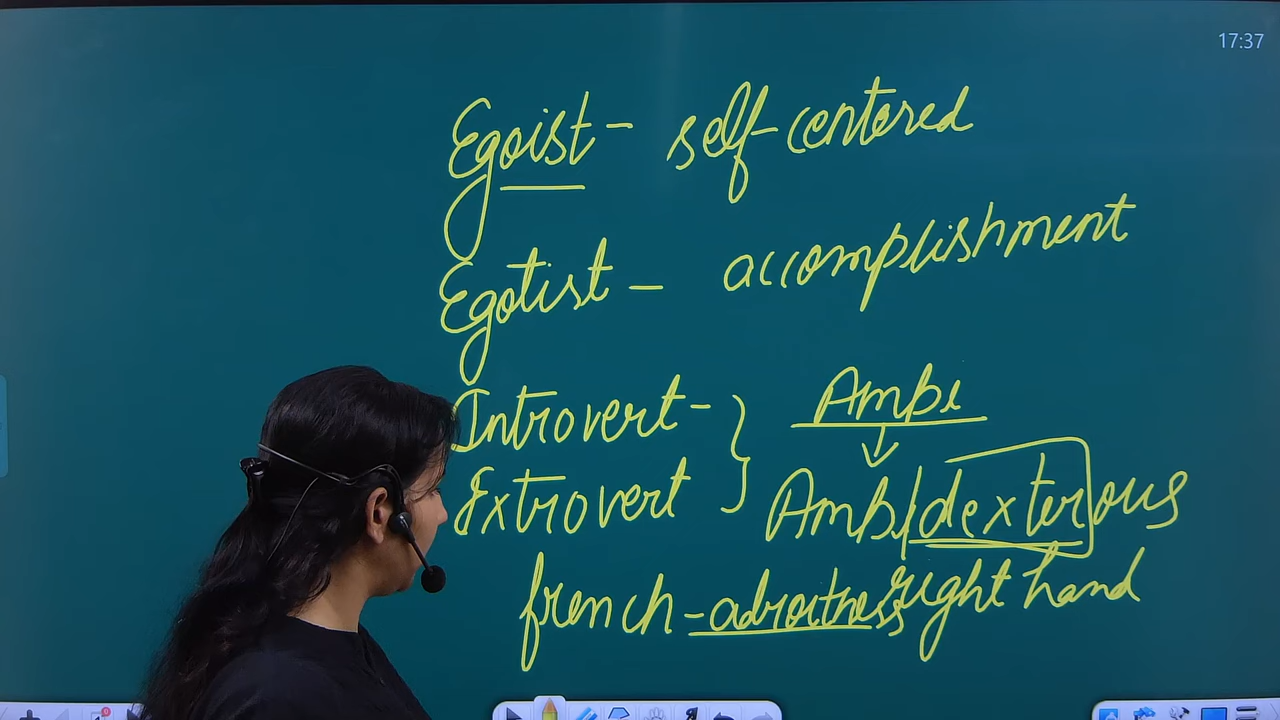 17:37
Egoist - self-centered
Egotist - accomplishment
Introvert - } Ambi
Extrovert Ambidexterous
french - adroitness right hand